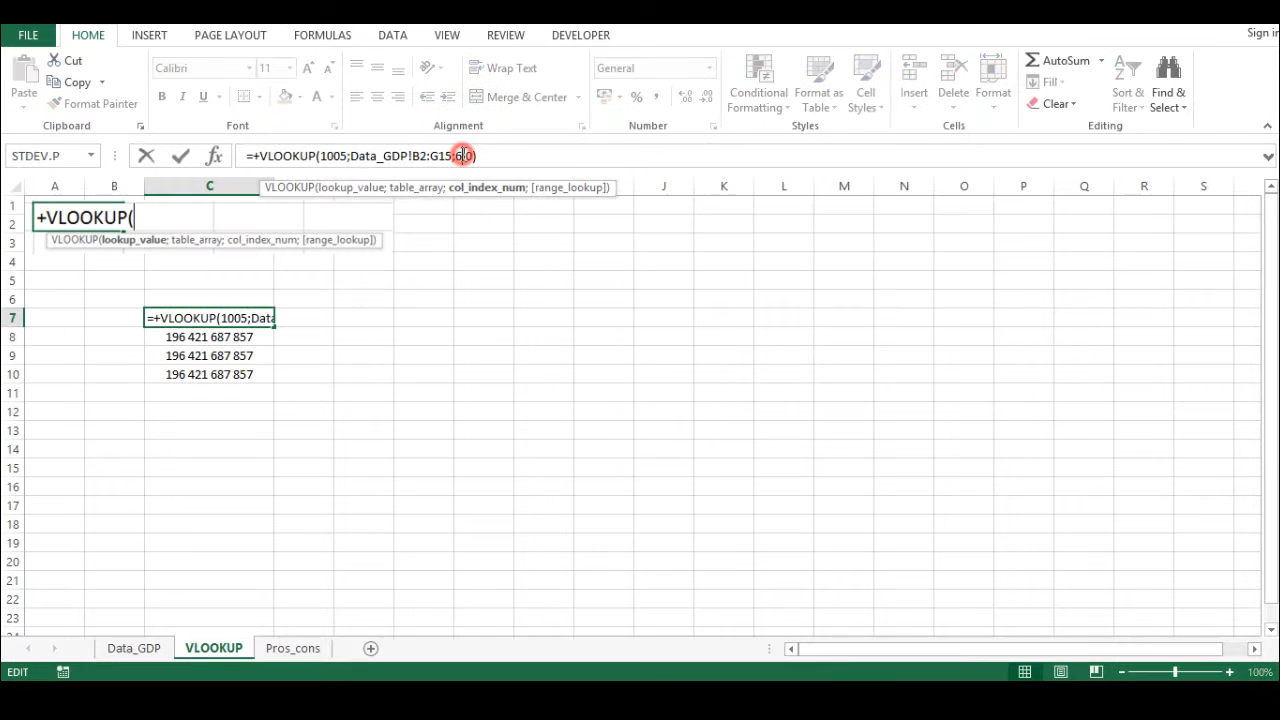 Sign in
FILE HOME INSERT PAGE LAYOUT FORMULAS DATA VIEW REVIEW DEVELOPER
Cut
Copy
Format Painter
Paste
Clipboard
Calibri 11
B I U
Font
Wrap Text
Merge & Center
Alignment
General
%
Number
Conditional
Formatting
Format as
Table
Cell
Styles
Styles
Insert
Delete
Format
Cells
AutoSum
Fill
Clear
Sort &
Filter
Find &
Select
Editing
STDEV.P fx =+VLOOKUP(1005;Data_GDP!B2:G15;6;0)
VLOOKUP(lookup_value; table_array; col_index_num; [range_lookup])
A B C F G H I J K L M N O P Q R S
1
+VLOOKUP(
2
3 VLOOKUP(lookup_value; table_array; col_index_num; [range_lookup])
4
5
6
7 =+VLOOKUP(1005;Data
8 196 421 687 857
9 196 421 687 857
10 196 421 687 857
11
12
13
14
15
16
17
18
19
20
21
22
23
Data_GDP VLOOKUP Pros_cons
EDIT 100%